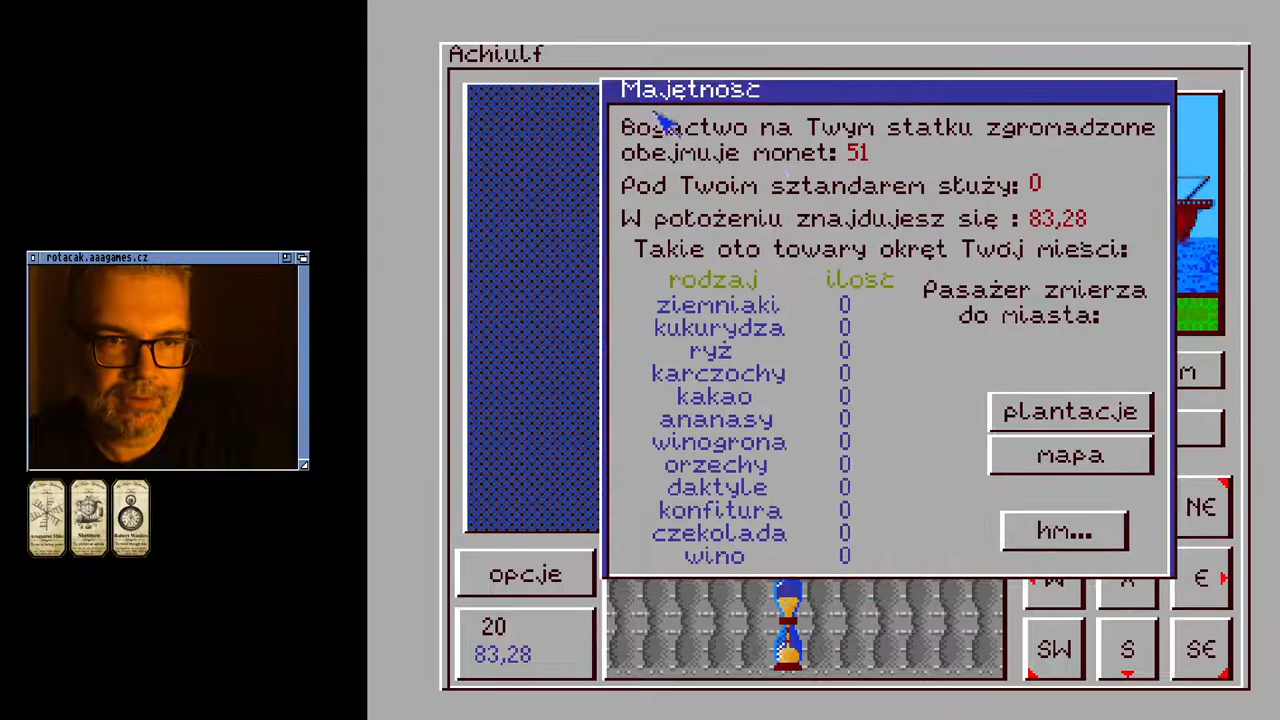 rotacak.aaagames.cz
Achiulf
Majętność
Bogactwo na Twym statku zgromadzone
obejmuje monet: 51
Pod Twoim sztandarem służy: 0
W położeniu znajdujesz się : 83,28
Takie oto towary okręt Twój mieści:
rodzaj ilość
ziemniaki 0
kukurydza 0
ryż 0
karczochy 0
kakao 0
ananasy 0
winogrona 0
orzechy 0
daktyle 0
konfitura 0
czekolada 0
wino 0
Pasażer zmierza
do miasta:
plantacje
mapa
hm...
m
opcje
20
83,28
NE
E
SW
S
SE